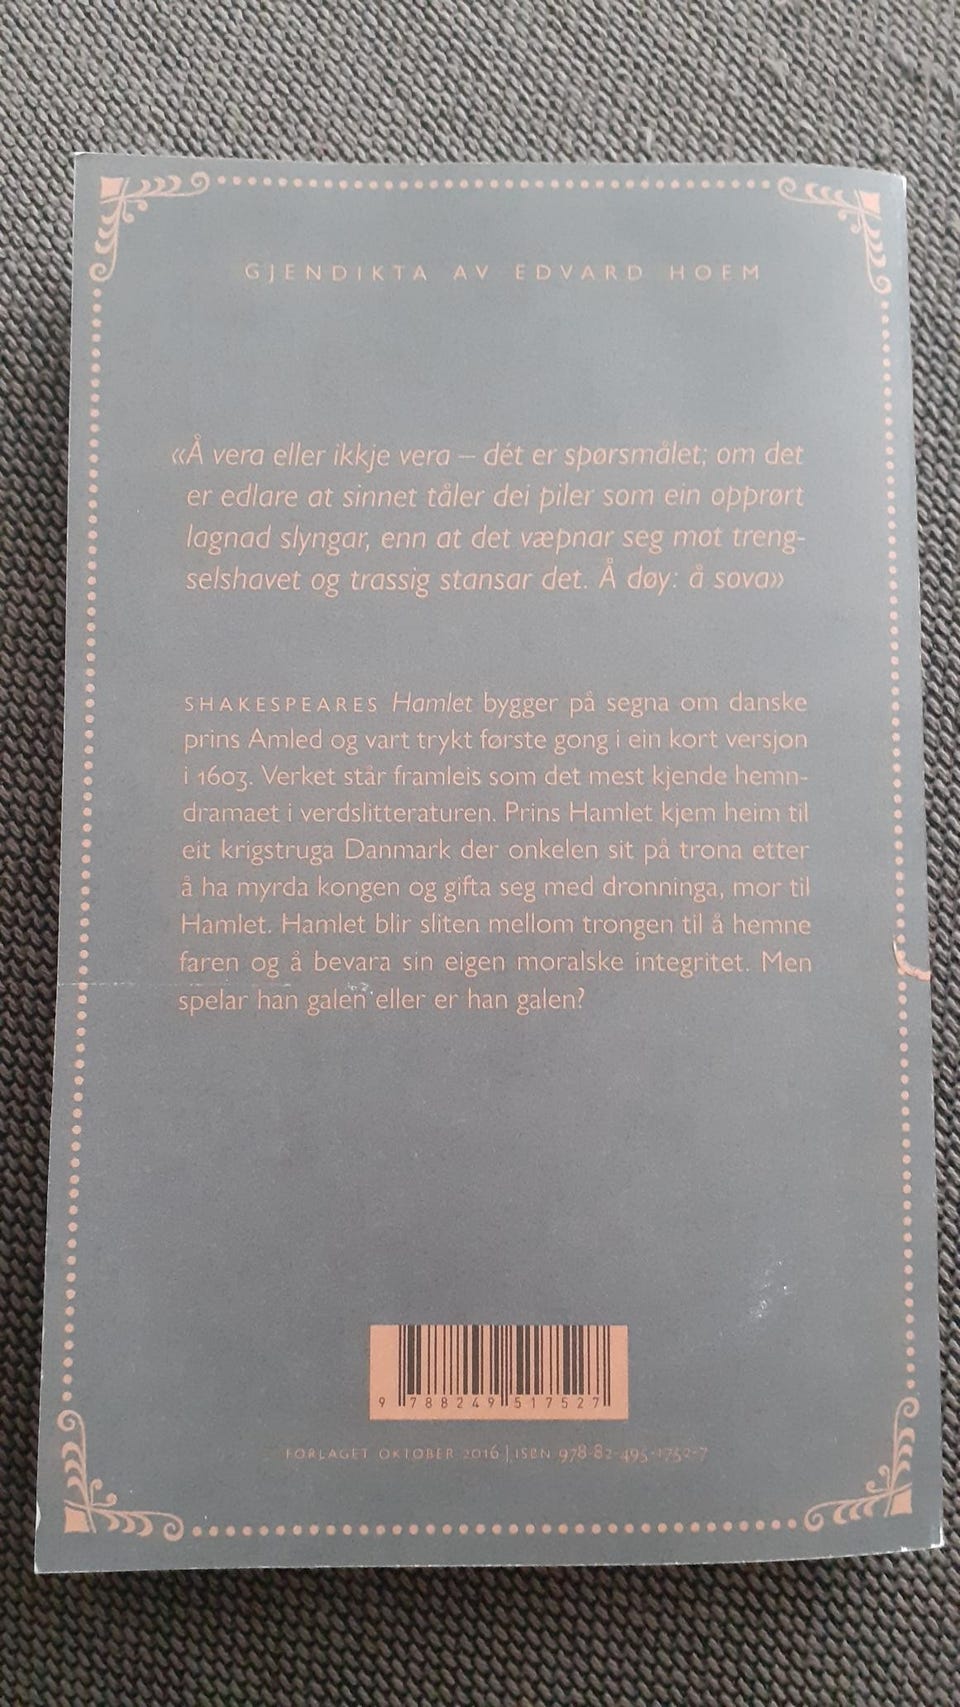 GJENDIKTA AV EDVARD HOEM
«Å vera eller ikkje vera – dét er spørsmålet; om det
er edlare at sinnet tåler dei piler som ein opprørt
lagnad slyngar, enn at det væpnar seg mot treng-
selshavet og trassig stansar det. Å døy: å sova»
SHAKESPEARES Hamlet bygger på segna om danske
prins Amled og vart trykt første gong i ein kort versjon
i 1603. Verket står framleis som det mest kjende hemn-
dramaet i verdslitteraturen. Prins Hamlet kjem heim til
eit krigstruga Danmark der onkelen sit på trona etter
å ha myrda kongen og gifta seg med dronninga, mor til
Hamlet. Hamlet blir sliten mellom trongen til å hemne
faren og å bevara sin eigen moralske integritet. Men
spelar han galen eller er han galen?
9 788249 517527
FORLAGET OKTOBER 2016 | ISBN 978-82-495-1752-7